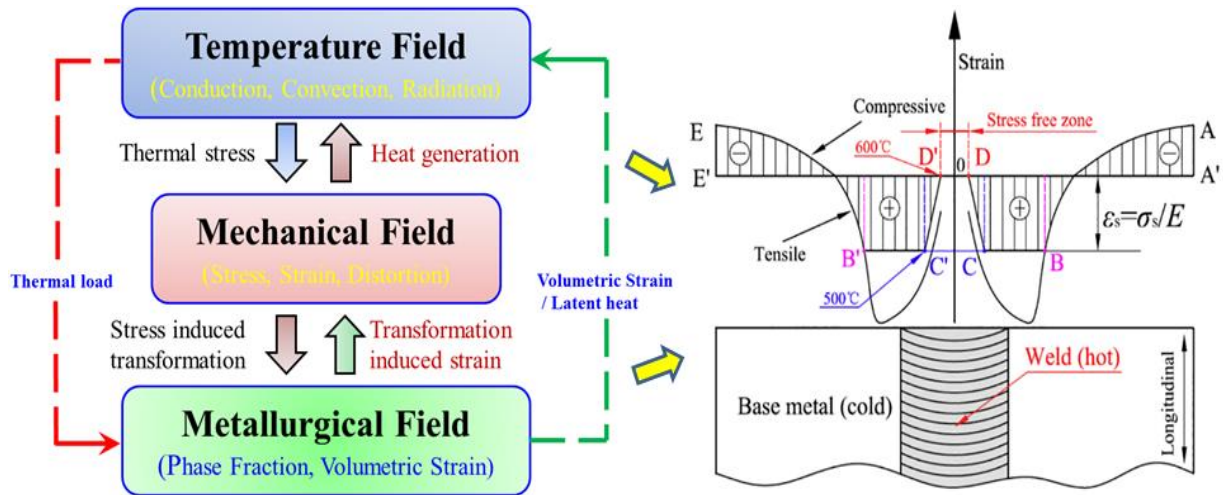 Temperature Field
(Conduction, Convection, Radiation)
Thermal stress
Heat generation
Mechanical Field
(Stress, Strain, Distortion)
Thermal load
Volumetric Strain
/ Latent heat
Stress induced
transformation
Transformation
induced strain
Metallurgical Field
(Phase Fraction, Volumetric Strain)
Strain
Compressive
Stress free zone
E
A
600℃
D'
0
D
E'
A'
⊖
⊖
⊕
⊕
εs=σs/E
Tensile
B'
C'
C
B
500℃
Weld (hot)
Base metal (cold)
Longitudinal